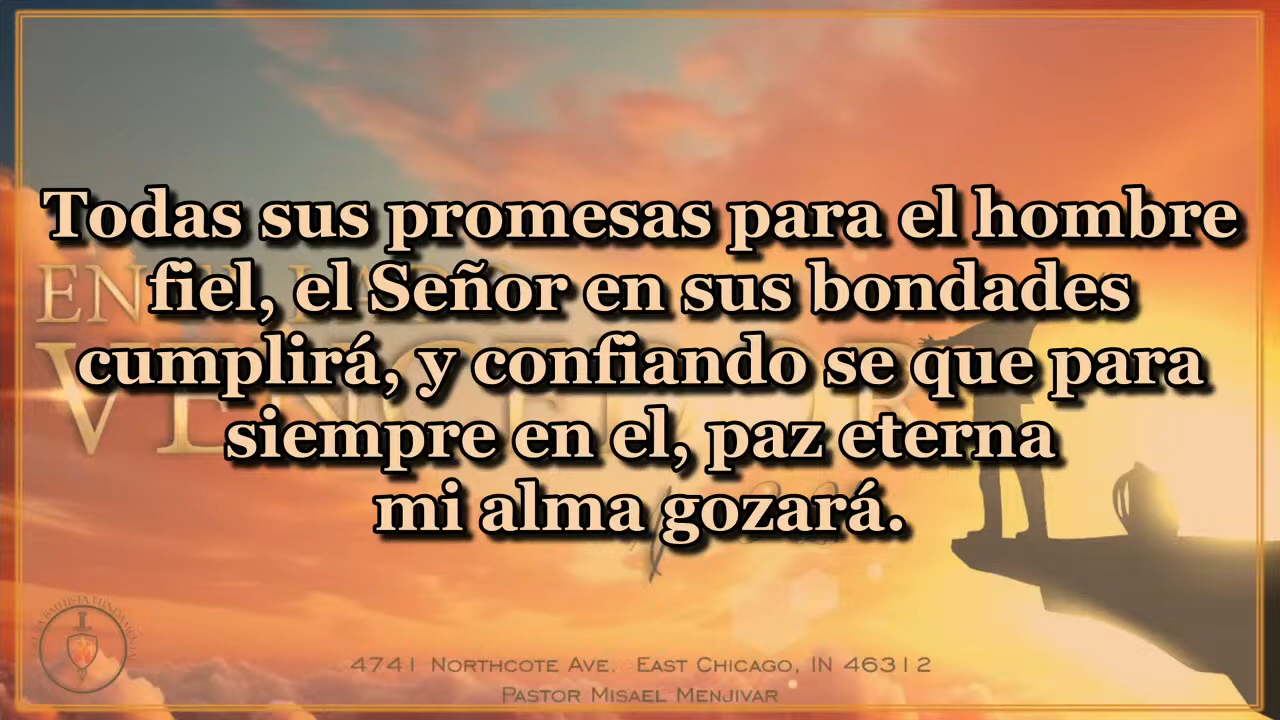 Todas sus promesas para el hombre
fiel, el Señor en sus bondades
cumplirá, y confiando se que para
siempre en el, paz eterna
mi alma gozará.
4741 Northcote Ave. East Chicago, IN 46312
Pastor Misael Menjivar